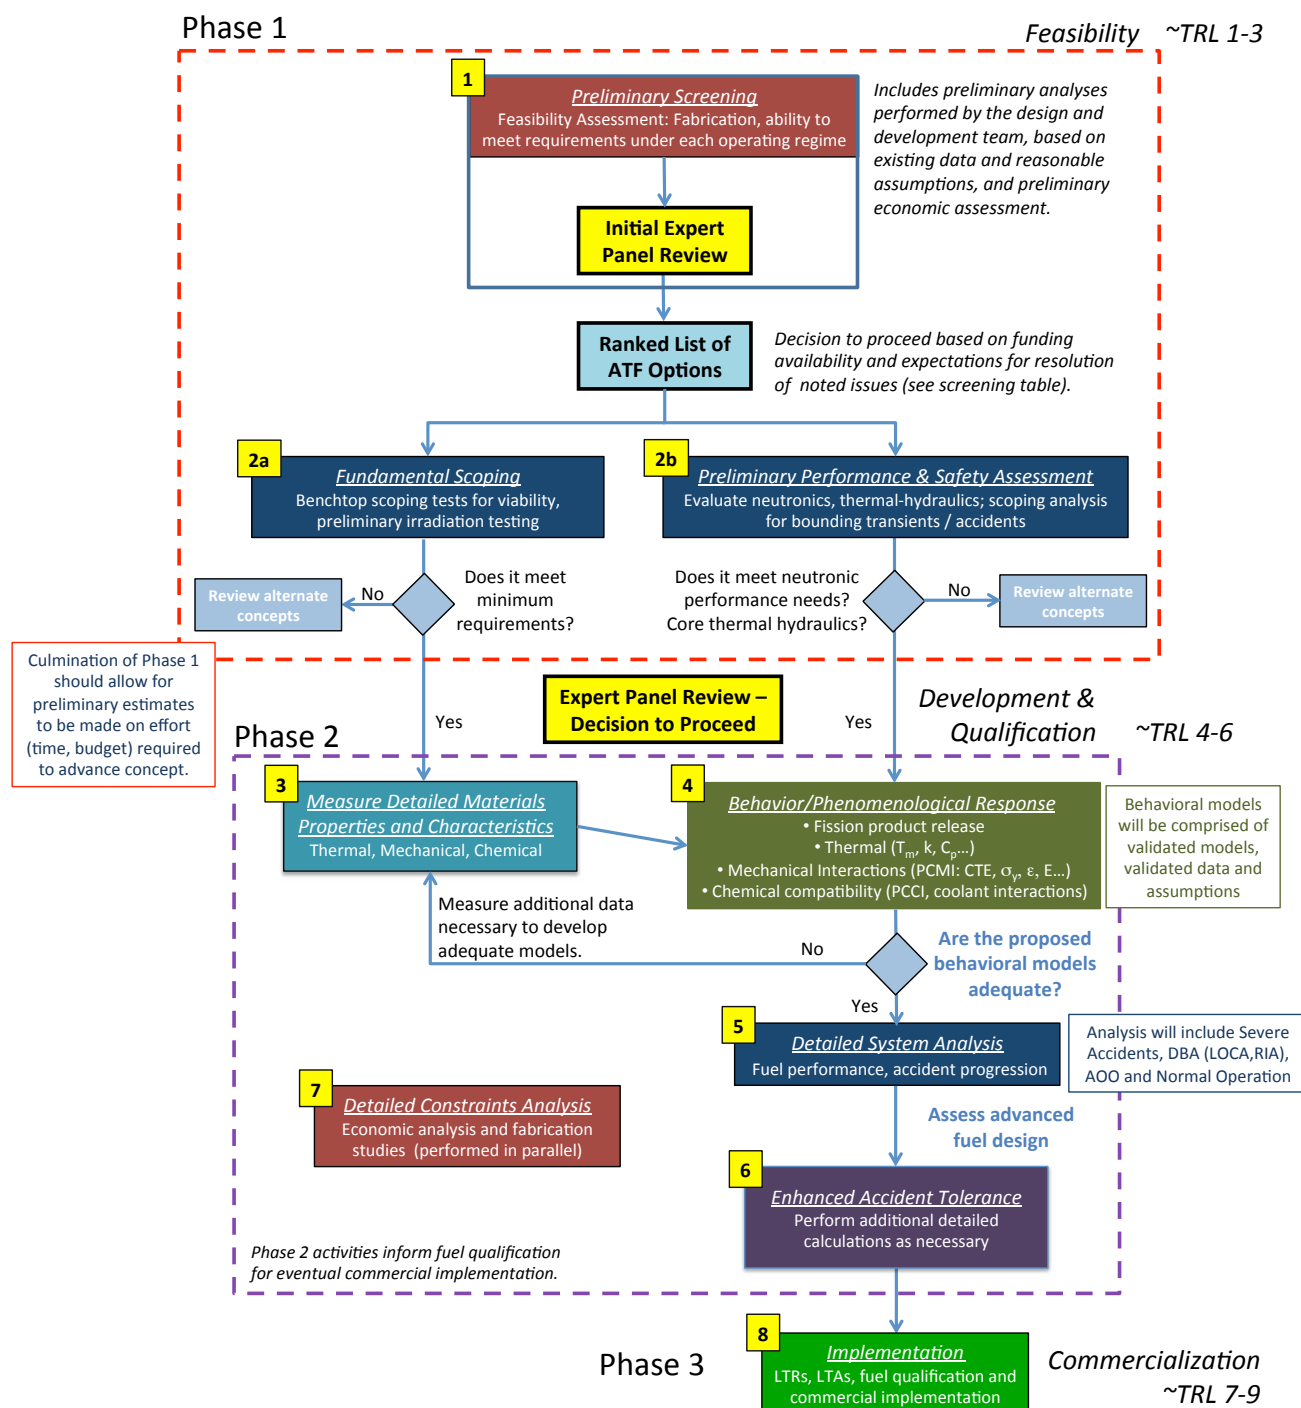 Phase 1
Feasibility ~TRL 1-3
1
Preliminary Screening
Feasibility Assessment: Fabrication, ability to
meet requirements under each operating regime
Includes preliminary analyses
performed by the design and
development team, based on
existing data and reasonable
assumptions, and preliminary
economic assessment.
Initial Expert
Panel Review
Ranked List of
ATF Options
Decision to proceed based on funding
availability and expectations for resolution
of noted issues (see screening table).
2a
Fundamental Scoping
Benchtop scoping tests for viability,
preliminary irradiation testing
2b
Preliminary Performance & Safety Assessment
Evaluate neutronics, thermal-hydraulics; scoping analysis
for bounding transients / accidents
Review alternate
concepts
No
Does it meet
minimum
requirements?
Does it meet neutronic
performance needs?
Core thermal hydraulics?
No
Review alternate
concepts
Culmination of Phase 1
should allow for
preliminary estimates
to be made on effort
(time, budget) required
to advance concept.
Yes
Expert Panel Review –
Decision to Proceed
Yes
Development &
Qualification ~TRL 4-6
Phase 2
3
Measure Detailed Materials
Properties and Characteristics
Thermal, Mechanical, Chemical
4
Behavior/Phenomenological Response
• Fission product release
• Thermal (Tm, k, Cp…)
• Mechanical Interactions (PCMI: CTE, σy, ε, E…)
• Chemical compatibility (PCCI, coolant interactions)
Behavioral models
will be comprised of
validated models,
validated data and
assumptions
Measure additional data
necessary to develop
adequate models.
No
Are the proposed
behavioral models
adequate?
Yes
5
Detailed System Analysis
Fuel performance, accident progression
Analysis will include Severe
Accidents, DBA (LOCA,RIA),
AOO and Normal Operation
7
Detailed Constraints Analysis
Economic analysis and fabrication
studies (performed in parallel)
Assess advanced
fuel design
6
Enhanced Accident Tolerance
Perform additional detailed
calculations as necessary
Phase 2 activities inform fuel qualification
for eventual commercial implementation.
8
Implementation
LTRs, LTAs, fuel qualification and
commercial implementation
Phase 3
Commercialization
~TRL 7-9